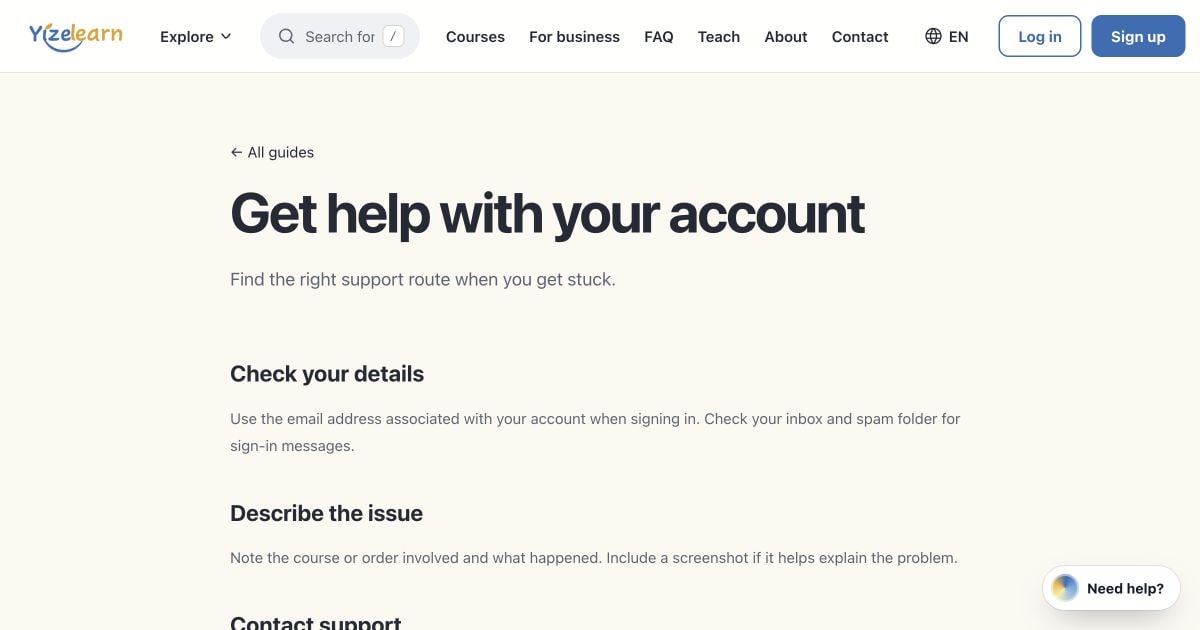 Yizelearn
Explore
Search for
/
Courses
For business
FAQ
Teach
About
Contact
EN
Log in
Sign up
← All guides
Get help with your account
Find the right support route when you get stuck.
Check your details
Use the email address associated with your account when signing in. Check your inbox and spam folder for
sign-in messages.
Describe the issue
Note the course or order involved and what happened. Include a screenshot if it helps explain the problem.
Need help?
Contact support